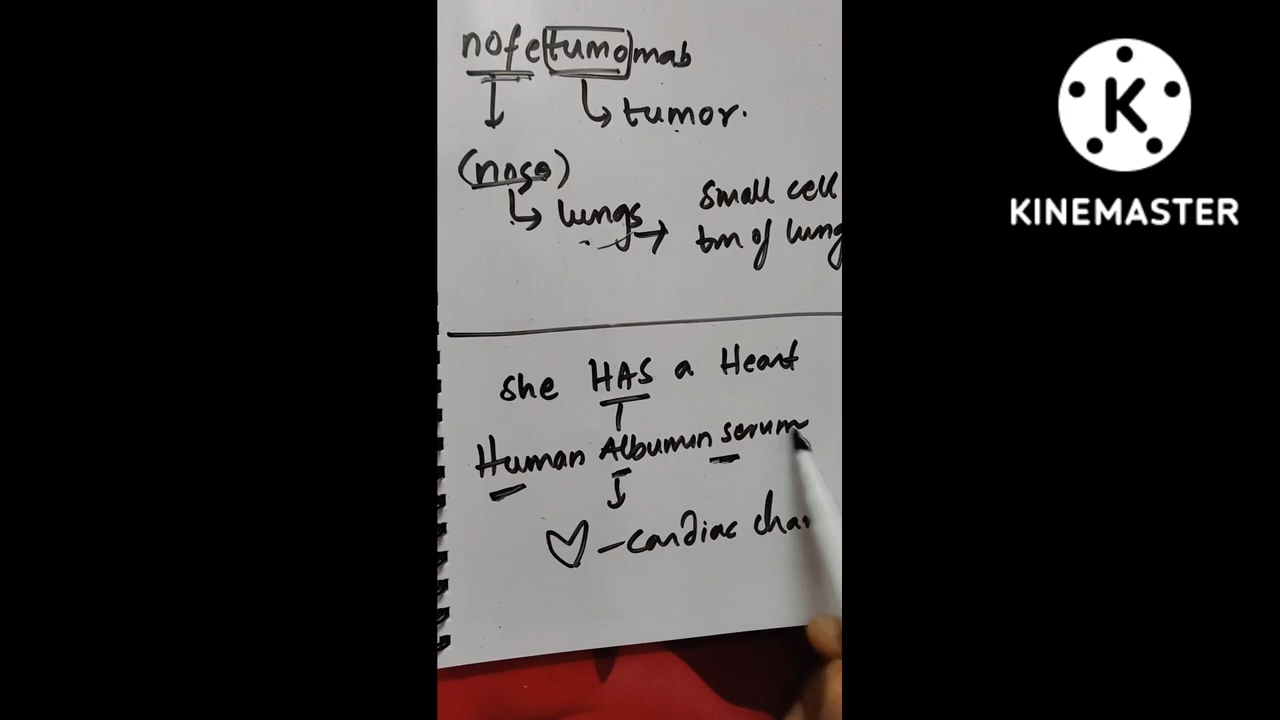 nofetumomab
tumor.
(nose)
lungs
small cell
tm of lung
She HAS a Heart
Human Albumin serum
cardiac
KINEMASTER